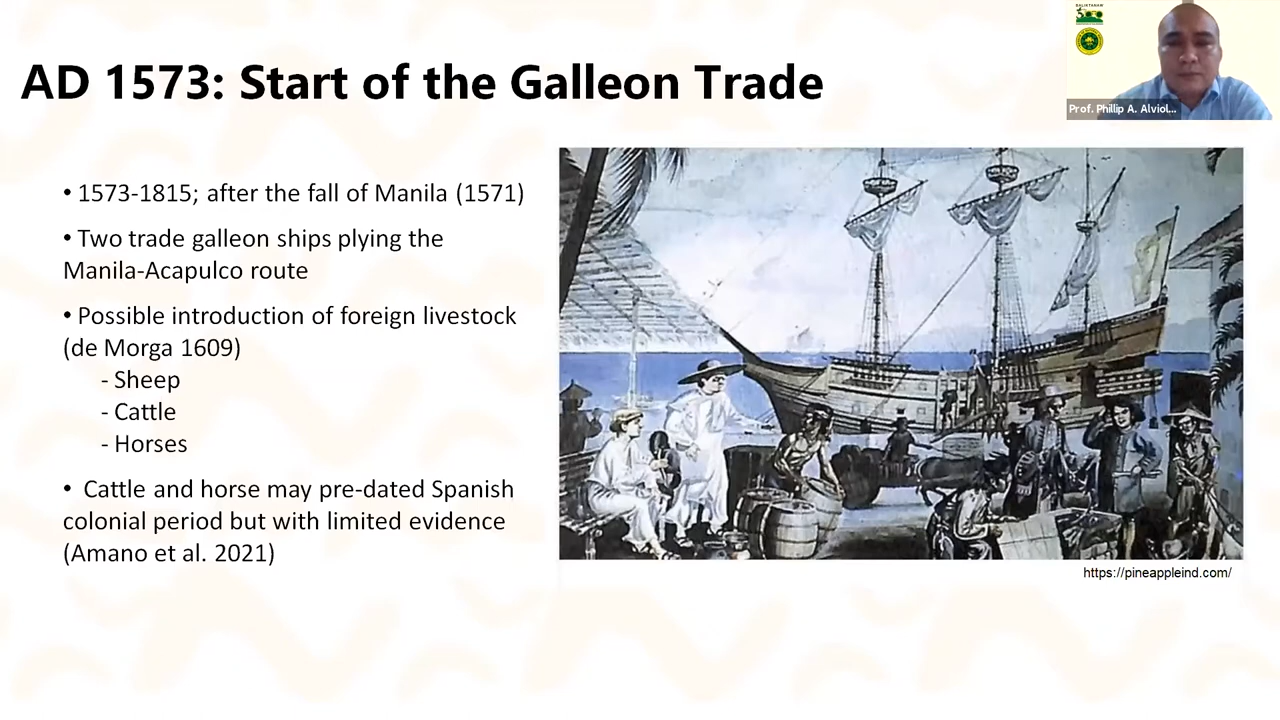 AD 1573: Start of the Galleon Trade
Prof. Phillip A. Alviol...
• 1573-1815; after the fall of Manila (1571)
• Two trade galleon ships plying the
Manila-Acapulco route
• Possible introduction of foreign livestock
(de Morga 1609)
- Sheep
- Cattle
- Horses
• Cattle and horse may pre-dated Spanish
colonial period but with limited evidence
(Amano et al. 2021)
https://pineappleind.com/